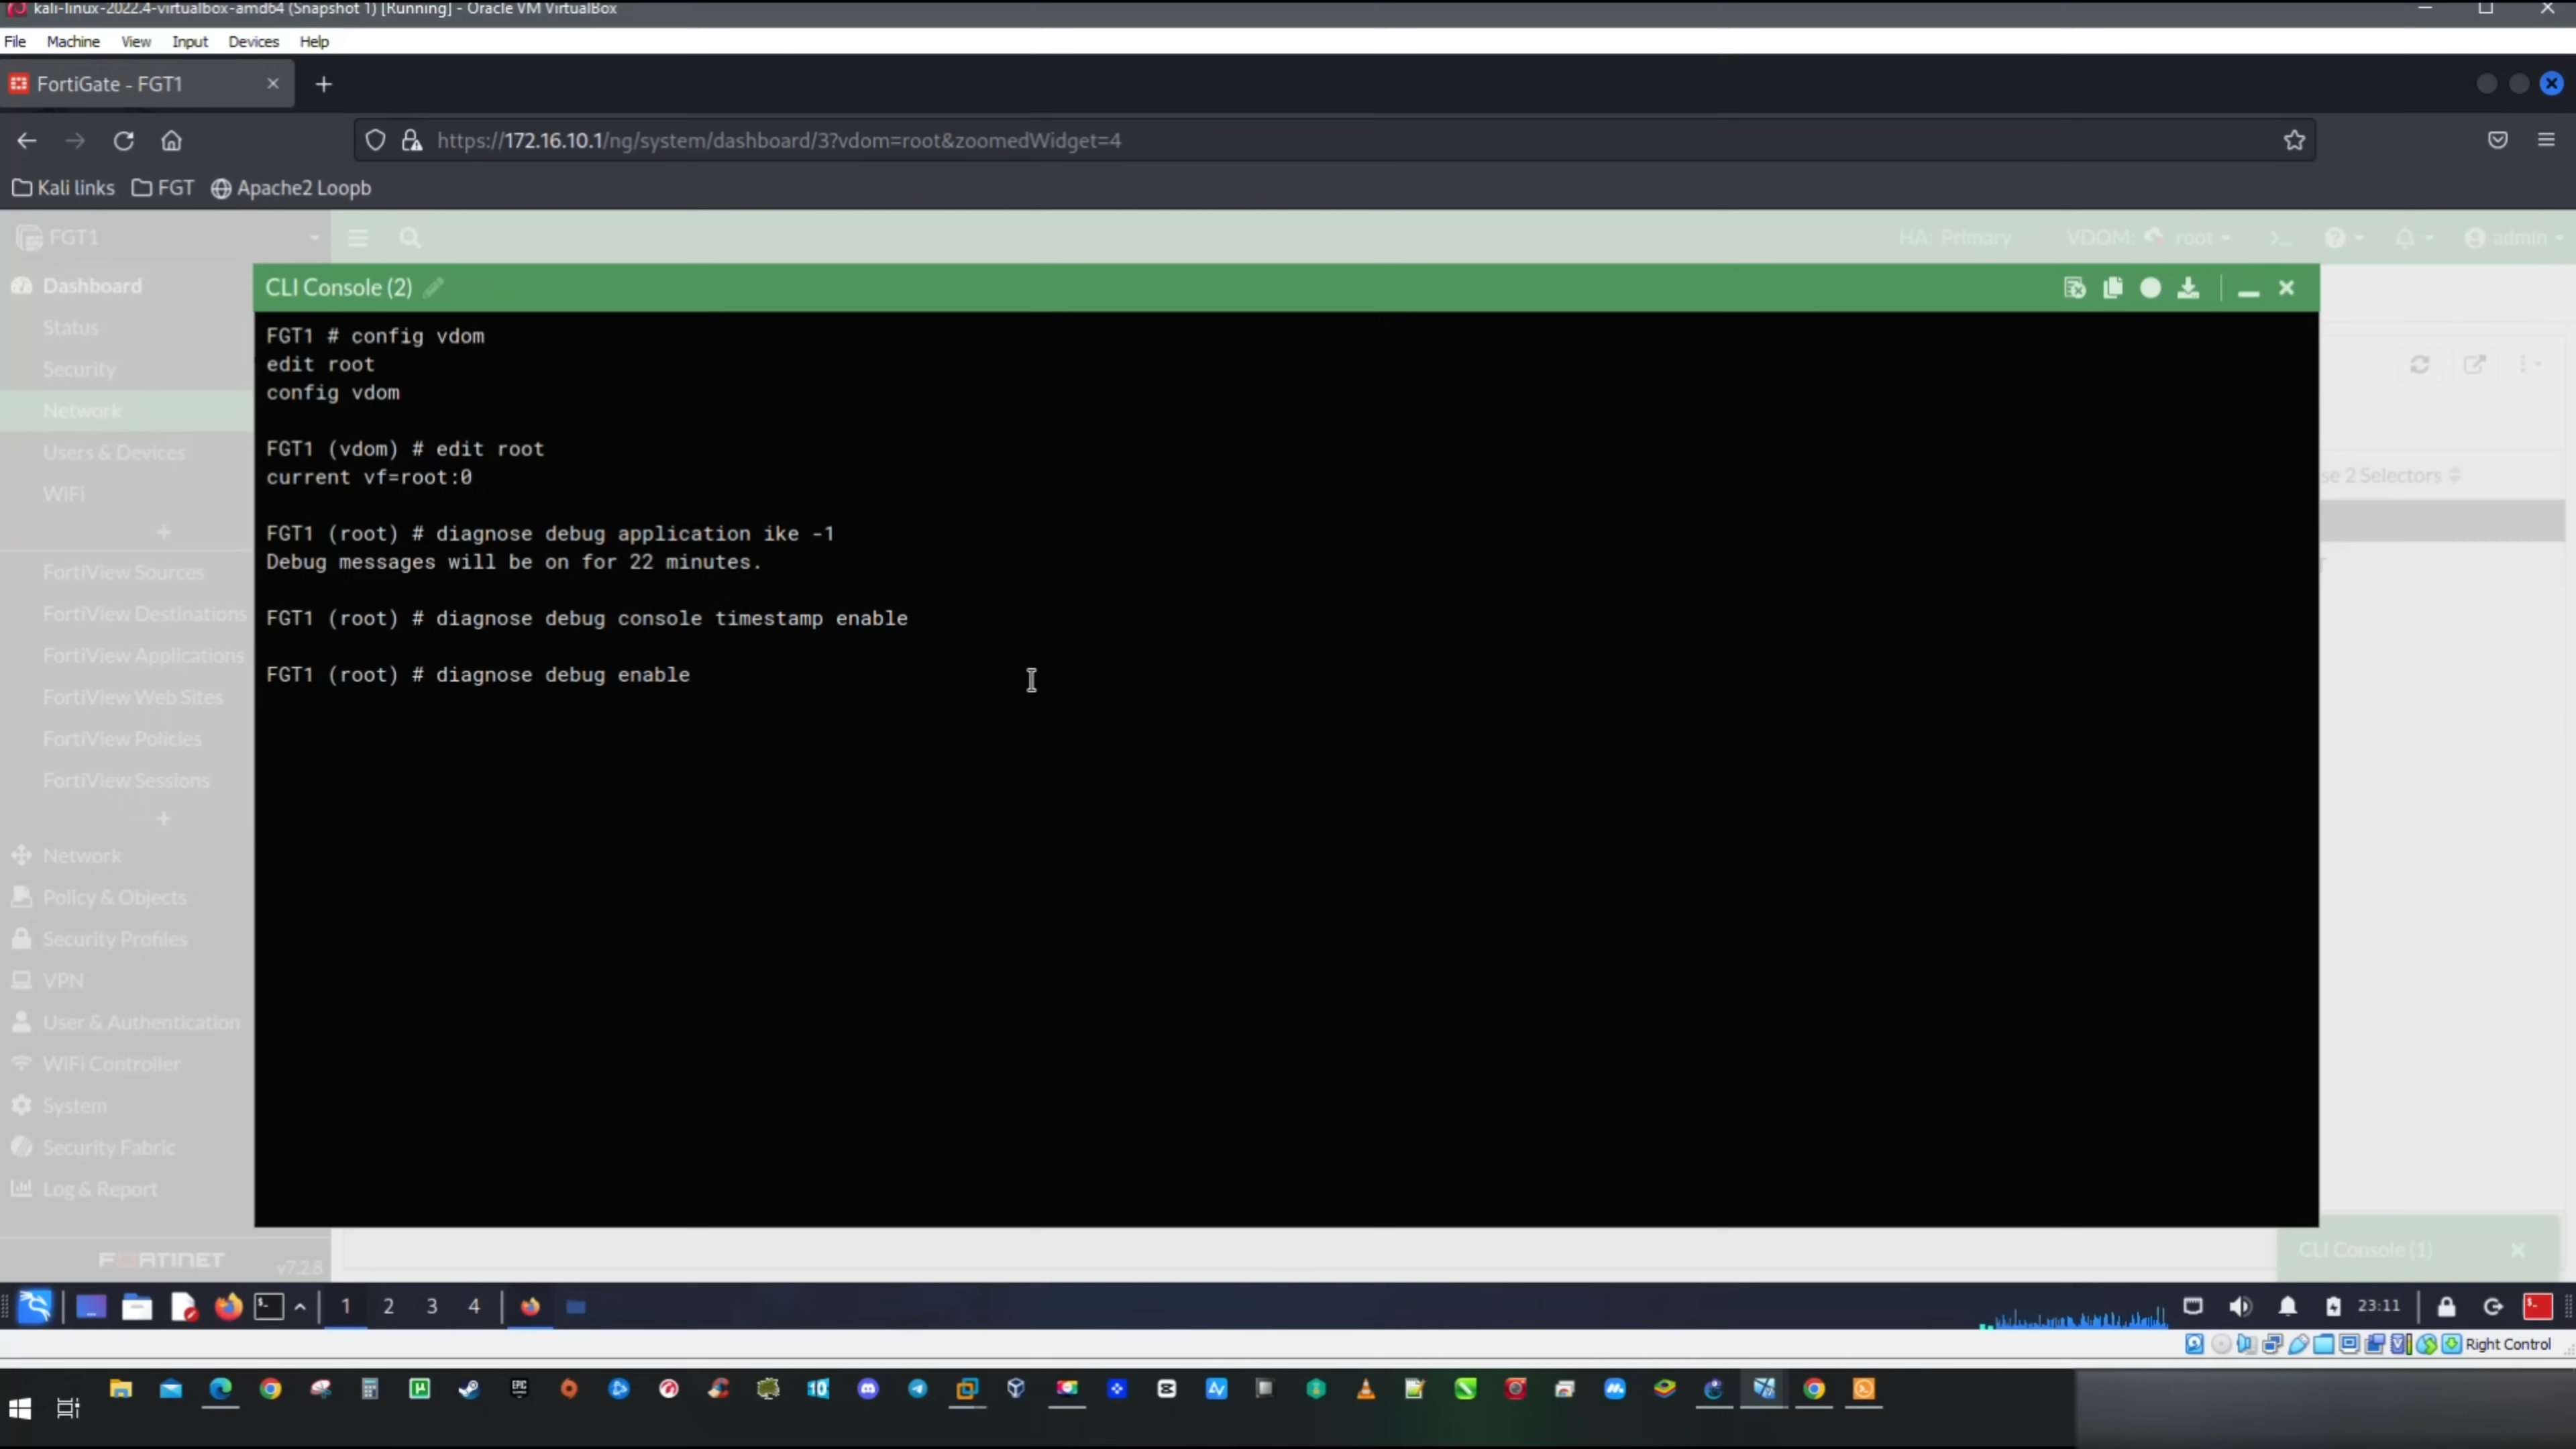 kali-linux-2022.4-virtualbox-amd64 (Snapshot 1) [Running] - Oracle VM VirtualBox
File Machine View Input Devices Help
FortiGate - FGT1
https://172.16.10.1/ng/system/dashboard/3?vdom=root&zoomedWidget=4
Kali links FGT Apache2 Loopb
FGT1
HA: Primary VDOM: root admin
CLI Console (2)
Dashboard
Status
Security
Network
Users & Devices
WiFi
FortiView Sources
FortiView Destinations
FortiView Applications
FortiView Web Sites
FortiView Policies
FortiView Sessions
Network
Policy & Objects
Security Profiles
VPN
User & Authentication
WiFi Controller
System
Security Fabric
Log & Report
FORTINET v7.2.8
FGT1 # config vdom
edit root
config vdom
FGT1 (vdom) # edit root
current vf=root:0
FGT1 (root) # diagnose debug application ike -1
Debug messages will be on for 22 minutes.
FGT1 (root) # diagnose debug console timestamp enable
FGT1 (root) # diagnose debug enable
se 2 Selectors
CLI Console (1)
1 2 3 4
23:11
Right Control